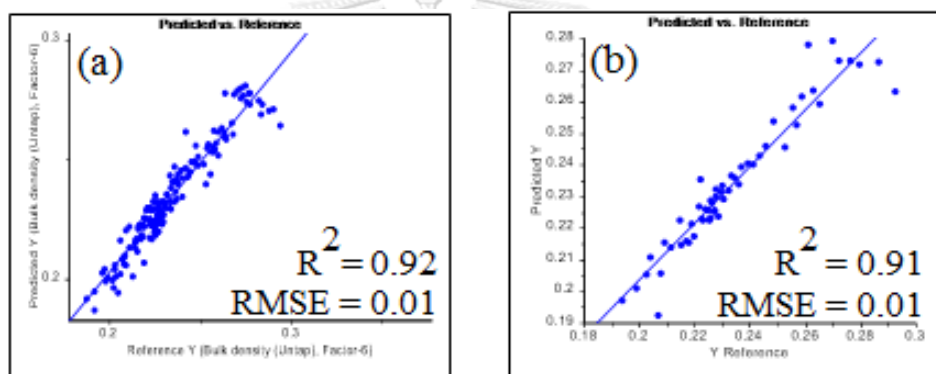 Predicted vs. Reference
(a)
0.3
Predicted Y (Bulk density (Untap), Factor-6)
0.2
R2 = 0.92
RMSE = 0.01
0.2 0.3
Reference Y (Bulk density (Untap), Factor-6)
Predicted vs. Reference
(b)
0.28
0.27
0.26
0.25
0.24
Predicted Y
0.23
0.22
0.21
0.2
0.19
R2 = 0.91
RMSE = 0.01
0.18 0.2 0.22 0.24 0.26 0.28 0.3
Y Reference